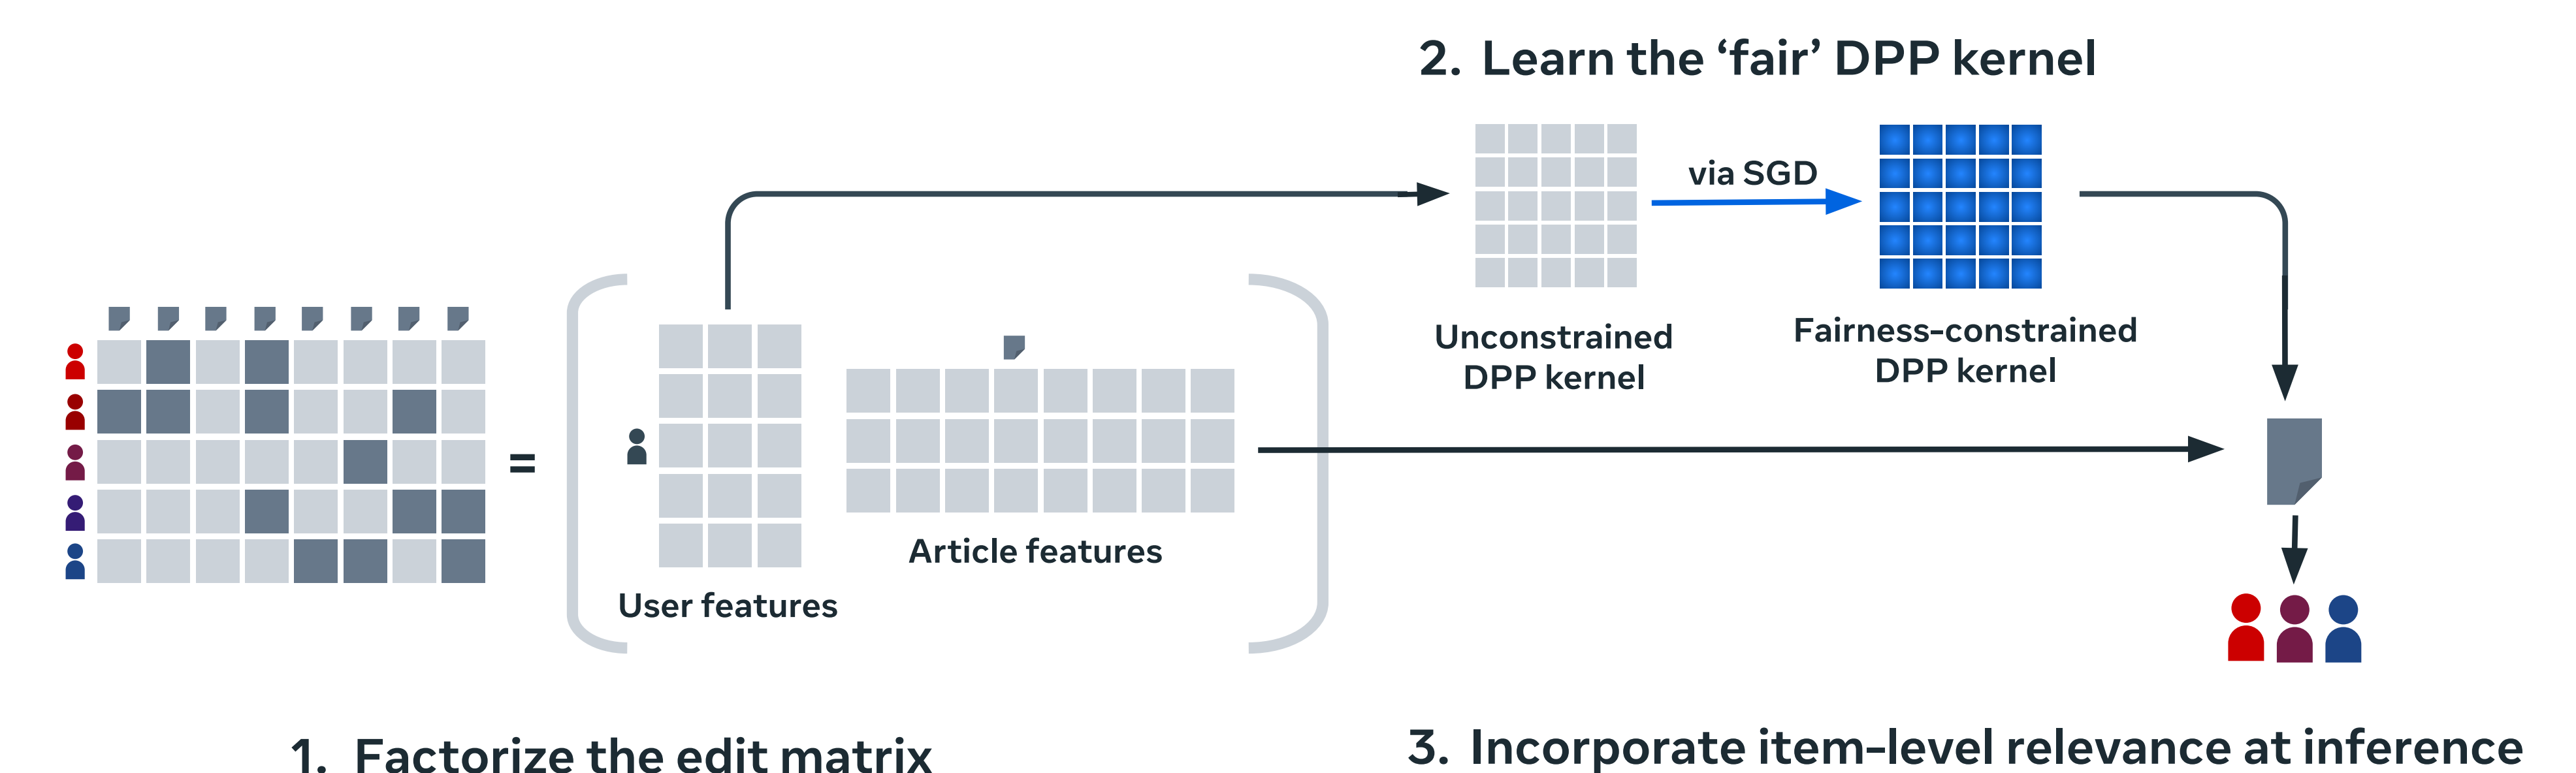 2. Learn the ‘fair’ DPP kernel
via SGD
Unconstrained
DPP kernel
Fairness-constrained
DPP kernel
=
Article features
User features
1. Factorize the edit matrix
3. Incorporate item-level relevance at inference